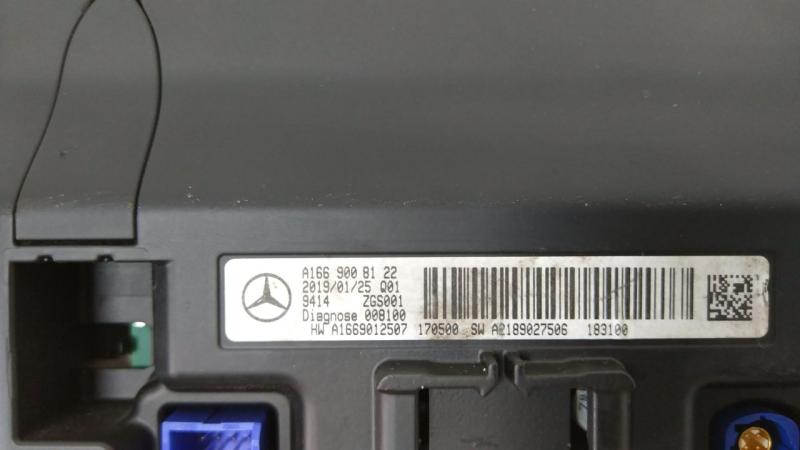 A166 900 81 22
2019/01/25 Q01
9414 ZGS001
Diagnose 008100
HW A1669012507 170500 SW A2189027506 183100